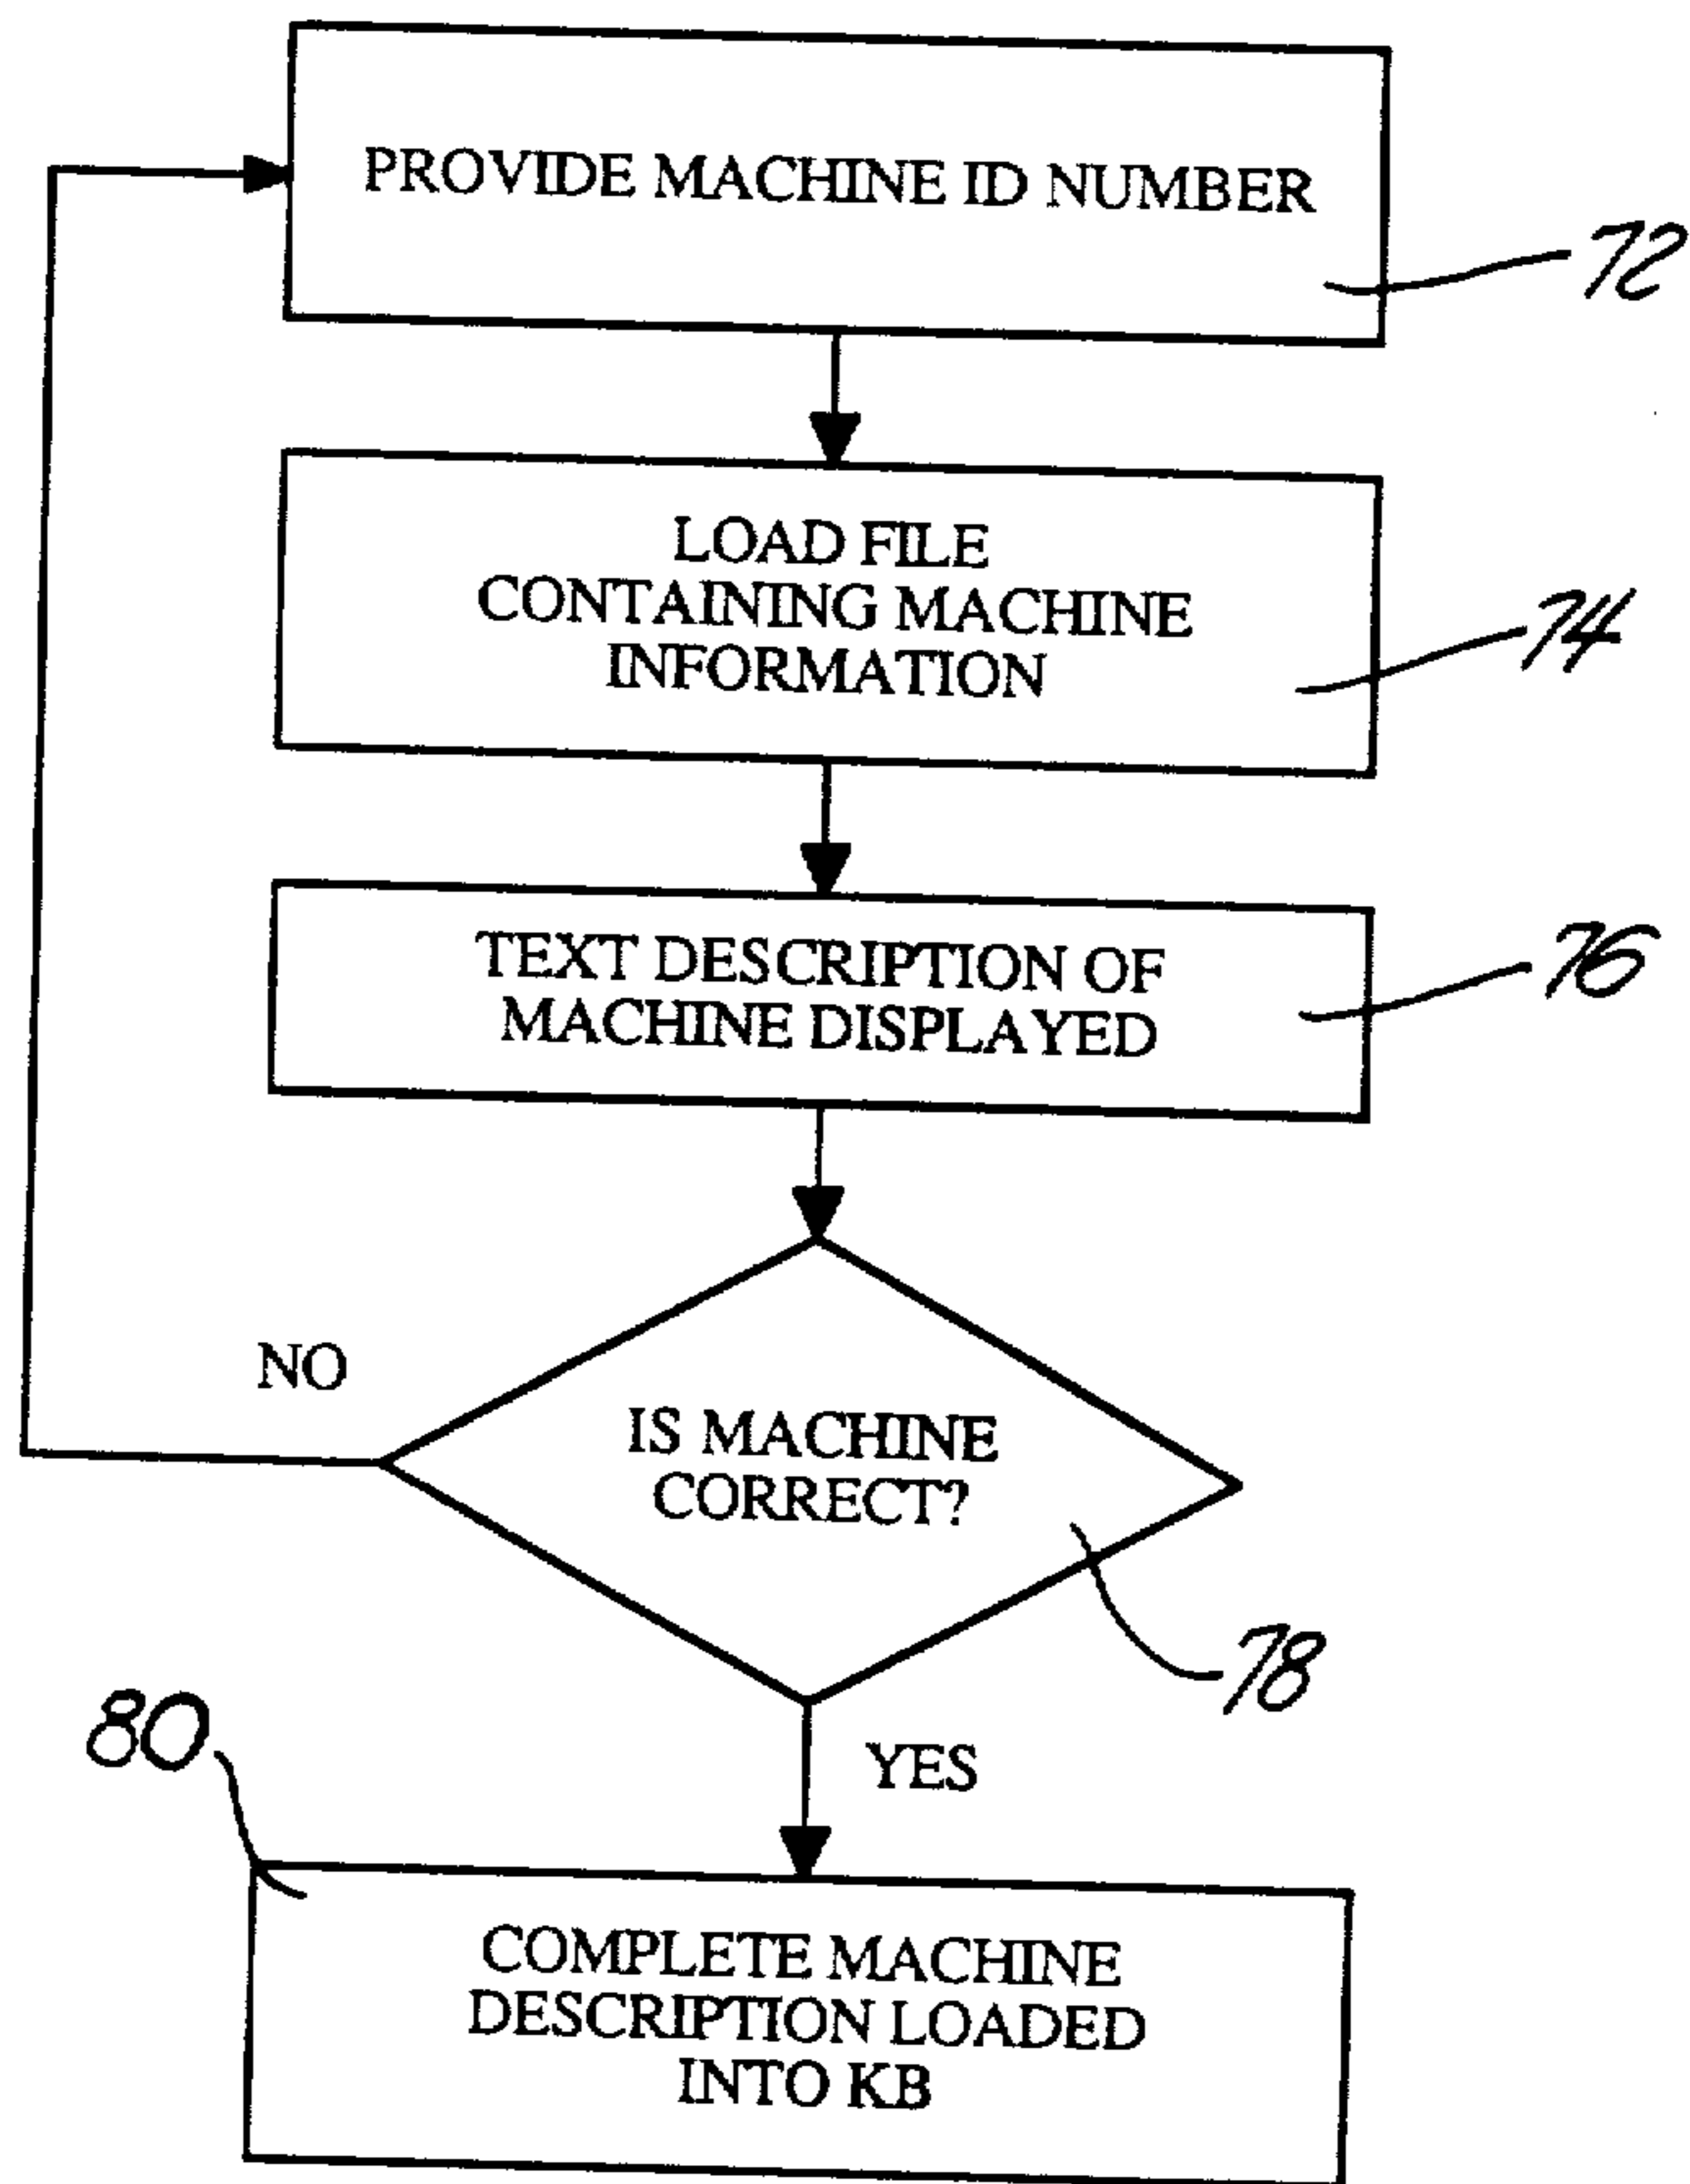 PROVIDE MACHINE ID NUMBER
72
LOAD FILE
CONTAINING MACHINE
INFORMATION
74
TEXT DESCRIPTION OF
MACHINE DISPLAYED
76
NO
IS MACHINE
CORRECT?
78
80
YES
COMPLETE MACHINE
DESCRIPTION LOADED
INTO KB